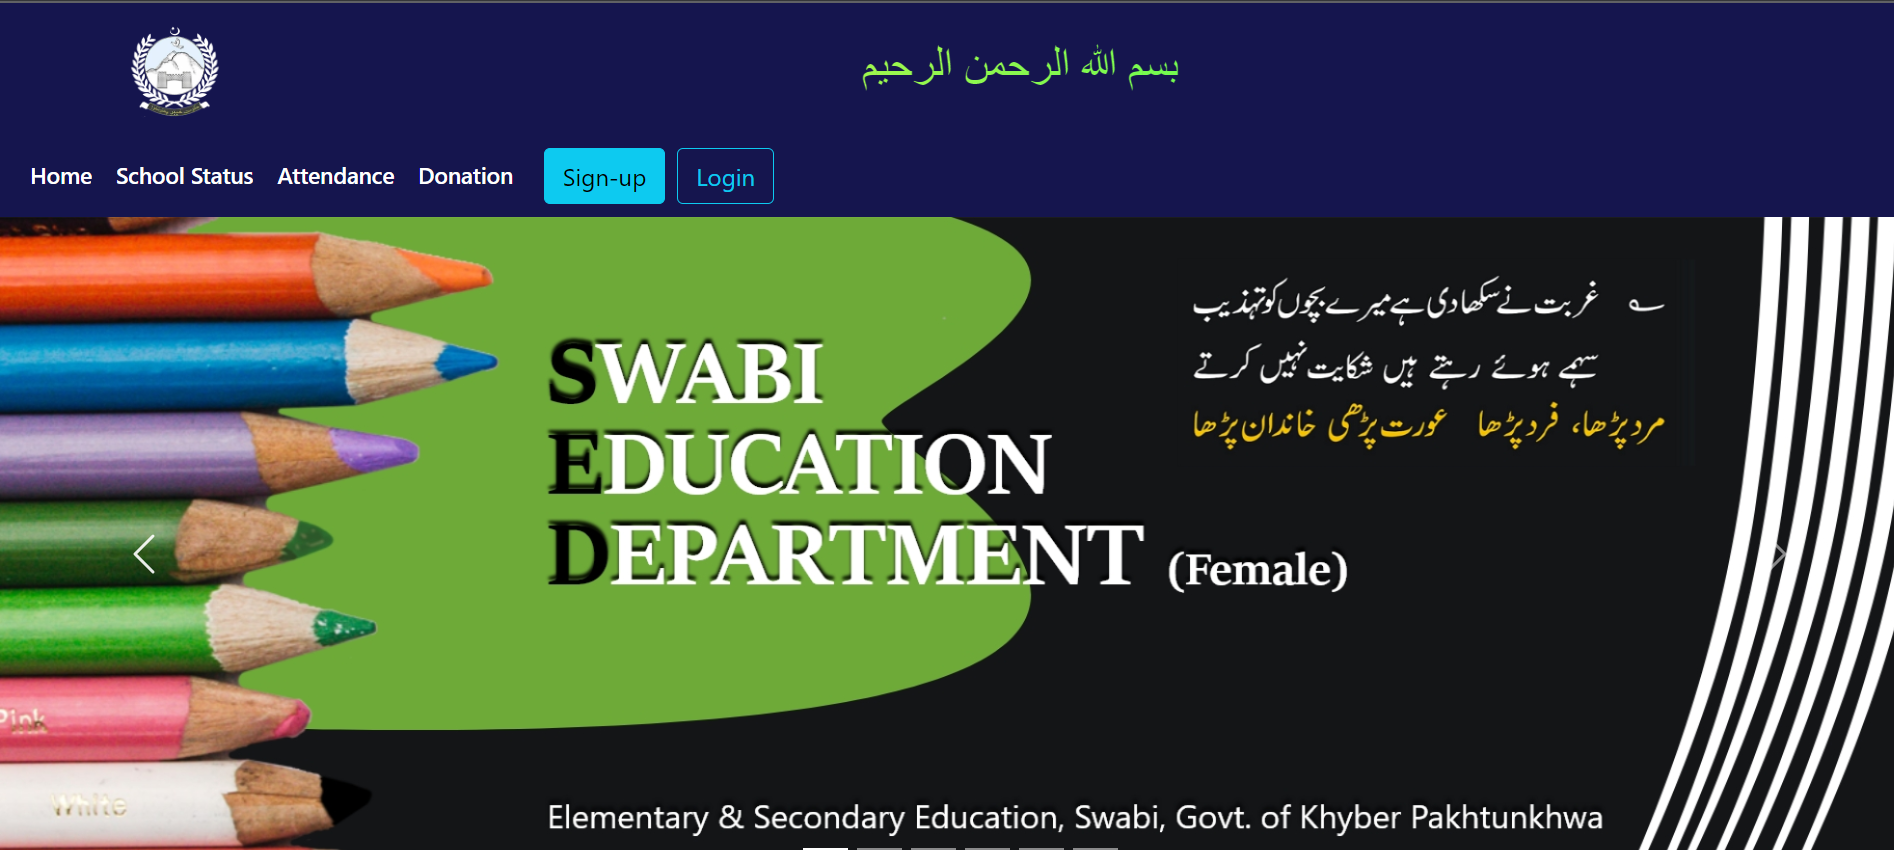 بسم الله الرحمن الرحيم
Home School Status Attendance Donation Sign-up Login
غربت نے سکھا دی ہے میرے بچوں کو تہذیب
سہمے ہوئے رہتے ہیں شکایت نہیں کرتے
مرد پڑھا، فرد پڑھا عورت پڑھی خاندان پڑھا
SWABI
EDUCATION
DEPARTMENT (Female)
Pink
White
Elementary & Secondary Education, Swabi, Govt. of Khyber Pakhtunkhwa